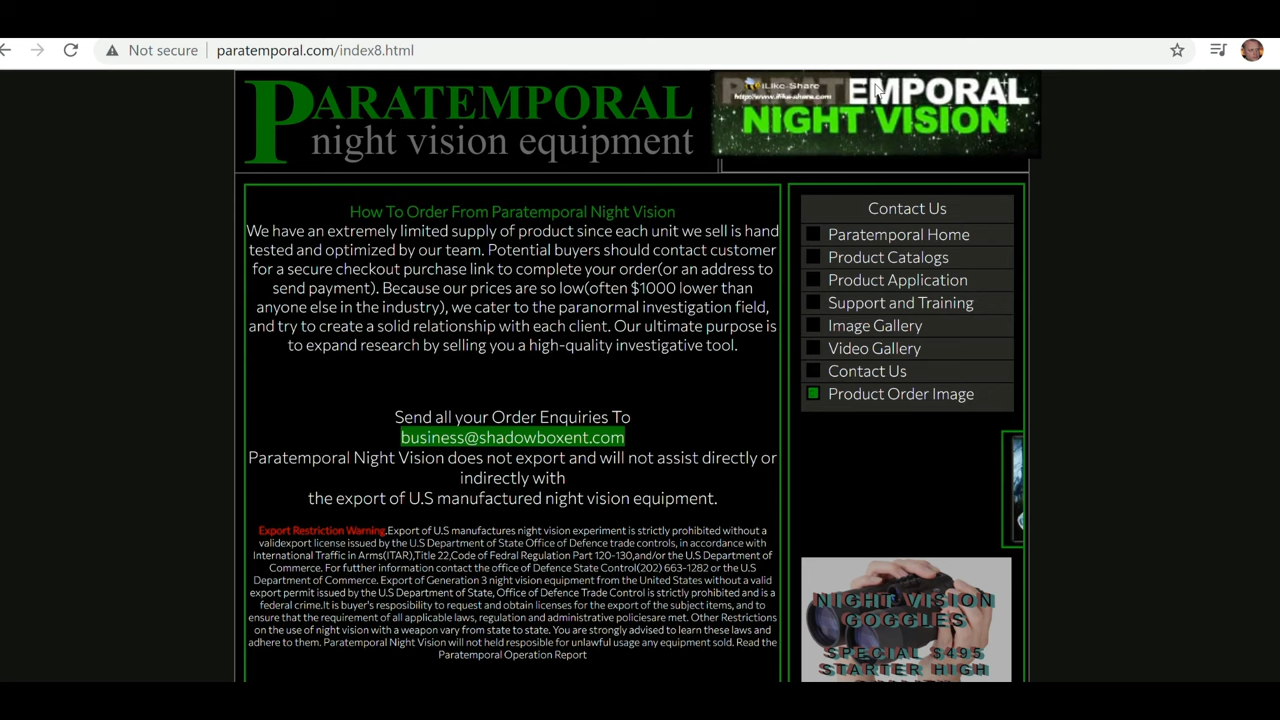 Not secure
paratemporal.com/index8.html
PARATEMPORAL
night vision equipment
iLike-Share
http://www.ilike-share.com
PARATEMPORAL
NIGHT VISION
How To Order From Paratemporal Night Vision
We have an extremely limited supply of product since each unit we sell is hand
tested and optimized by our team. Potential buyers should contact customer
for a secure checkout purchase link to complete your order(or an address to
send payment). Because our prices are so low(often $1000 lower than
anyone else in the industry), we cater to the paranormal investigation field,
and try to create a solid relationship with each client. Our ultimate purpose is
to expand research by selling you a high-quality investigative tool.
Send all your Order Enquiries To
business@shadowboxent.com
Paratemporal Night Vision does not export and will not assist directly or
indirectly with
the export of U.S manufactured night vision equipment.
Export Restriction Warning.Export of U.S manufactures night vision experiment is strictly prohibited without a
validexport license issued by the U.S Department of State Office of Defence trade controls, in accordance with
International Traffic in Arms(ITAR),Title 22,Code of Fedral Regulation Part 120-130,and/or the U.S Department of
Commerce. For futther information contact the office of Defence State Control(202) 663-1282 or the U.S
Department of Commerce. Export of Generation 3 night vision equipment from the United States without a valid
export permit issued by the U.S Department of State, Office of Defence Trade Control is strictly prohibited and is a
federal crime.It is buyer's resposibility to request and obtain licenses for the export of the subject items, and to
ensure that the requirement of all applicable laws, regulation and administrative policiesare met. Other Restrictions
on the use of night vision with a weapon vary from state to state. You are strongly advised to learn these laws and
adhere to them. Paratemporal Night Vision will not held resposible for unlawful usage any equipment sold. Read the
Paratemporal Operation Report
Contact Us
Paratemporal Home
Product Catalogs
Product Application
Support and Training
Image Gallery
Video Gallery
Contact Us
Product Order Image
NIGHT VISION
GOGGLES
SPECIAL $495
STARTER HIGH